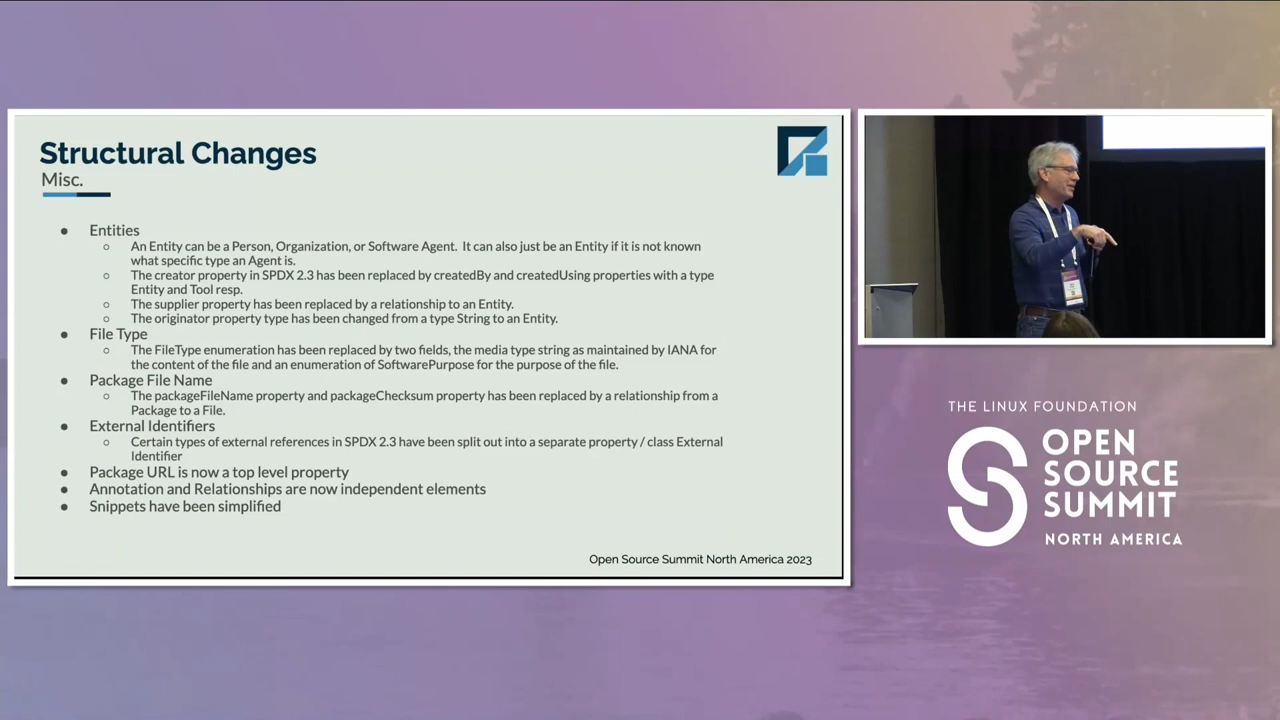 Structural Changes
Misc.
● Entities
○ An Entity can be a Person, Organization, or Software Agent. It can also just be an Entity if it is not known
what specific type an Agent is.
○ The creator property in SPDX 2.3 has been replaced by createdBy and createdUsing properties with a type
Entity and Tool resp.
○ The supplier property has been replaced by a relationship to an Entity.
○ The originator property type has been changed from a type String to an Entity.
● File Type
○ The FileType enumeration has been replaced by two fields, the media type string as maintained by IANA for
the content of the file and an enumeration of SoftwarePurpose for the purpose of the file.
● Package File Name
○ The packageFileName property and packageChecksum property has been replaced by a relationship from a
Package to a File.
● External Identifiers
○ Certain types of external references in SPDX 2.3 have been split out into a separate property / class External
Identifier
● Package URL is now a top level property
● Annotation and Relationships are now independent elements
● Snippets have been simplified
Open Source Summit North America 2023
THE LINUX FOUNDATION
OPEN
SOURCE
SUMMIT
NORTH AMERICA